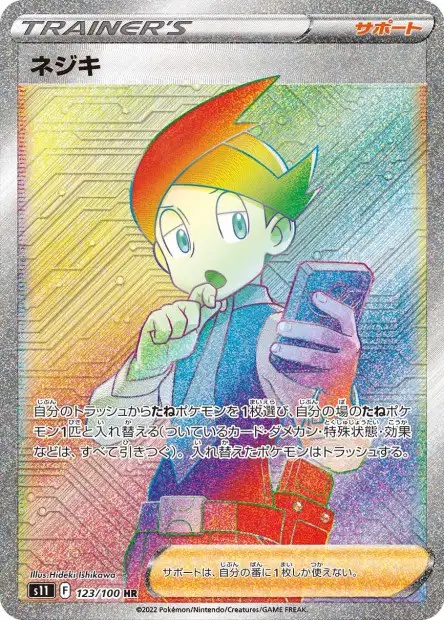 TRAINER'S サポート
ネジキ
自分のトラッシュからたねポケモンを1枚選び、自分の場のたねポケ
モン1匹と入れ替える(ついているカード・ダメカン・特殊状態・効果
などは、すべて引きつぐ)。入れ替えたポケモンはトラッシュする。
Illus.Hideki Ishikawa
s11 F 123/100 HR
サポートは、自分の番に1枚しか使えない。
©2022 Pokémon/Nintendo/Creatures/GAME FREAK.